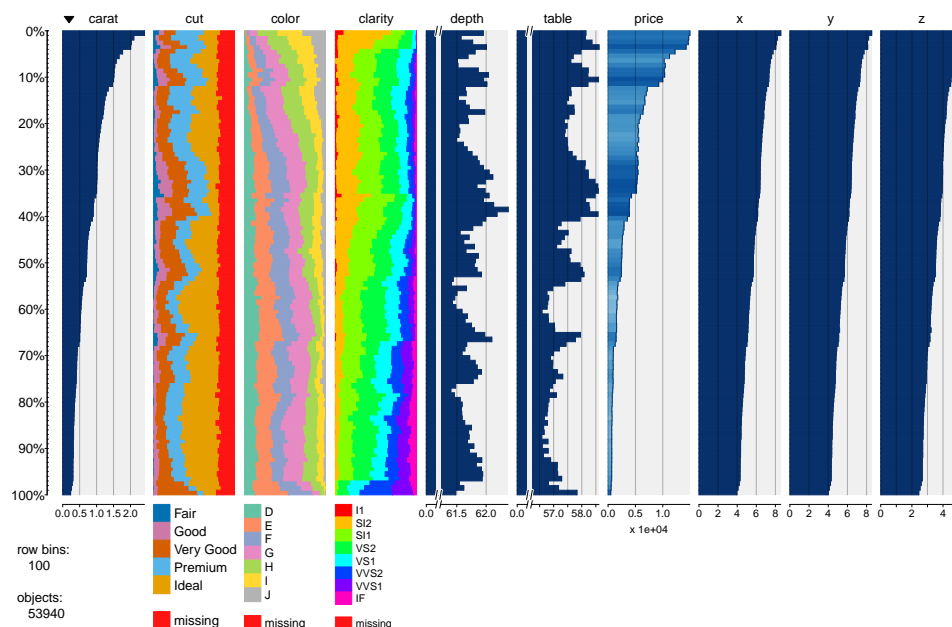 carat cut color clarity depth table price x y z
0%
10%
20%
30%
40%
50%
60%
70%
80%
90%
100%
0.0 0.5 1.0 1.5 2.0
0.0 61.5 62.0
0.0 57.0 58.0
0.0 0.5 1.0
x 1e+04
0 2 4 6 8
0 2 4 6 8
0 2 4
Fair
Good
Very Good
Premium
Ideal
missing
D
E
F
G
H
I
J
missing
I1
SI2
SI1
VS2
VS1
VVS2
VVS1
IF
missing
row bins:
100
objects:
53940